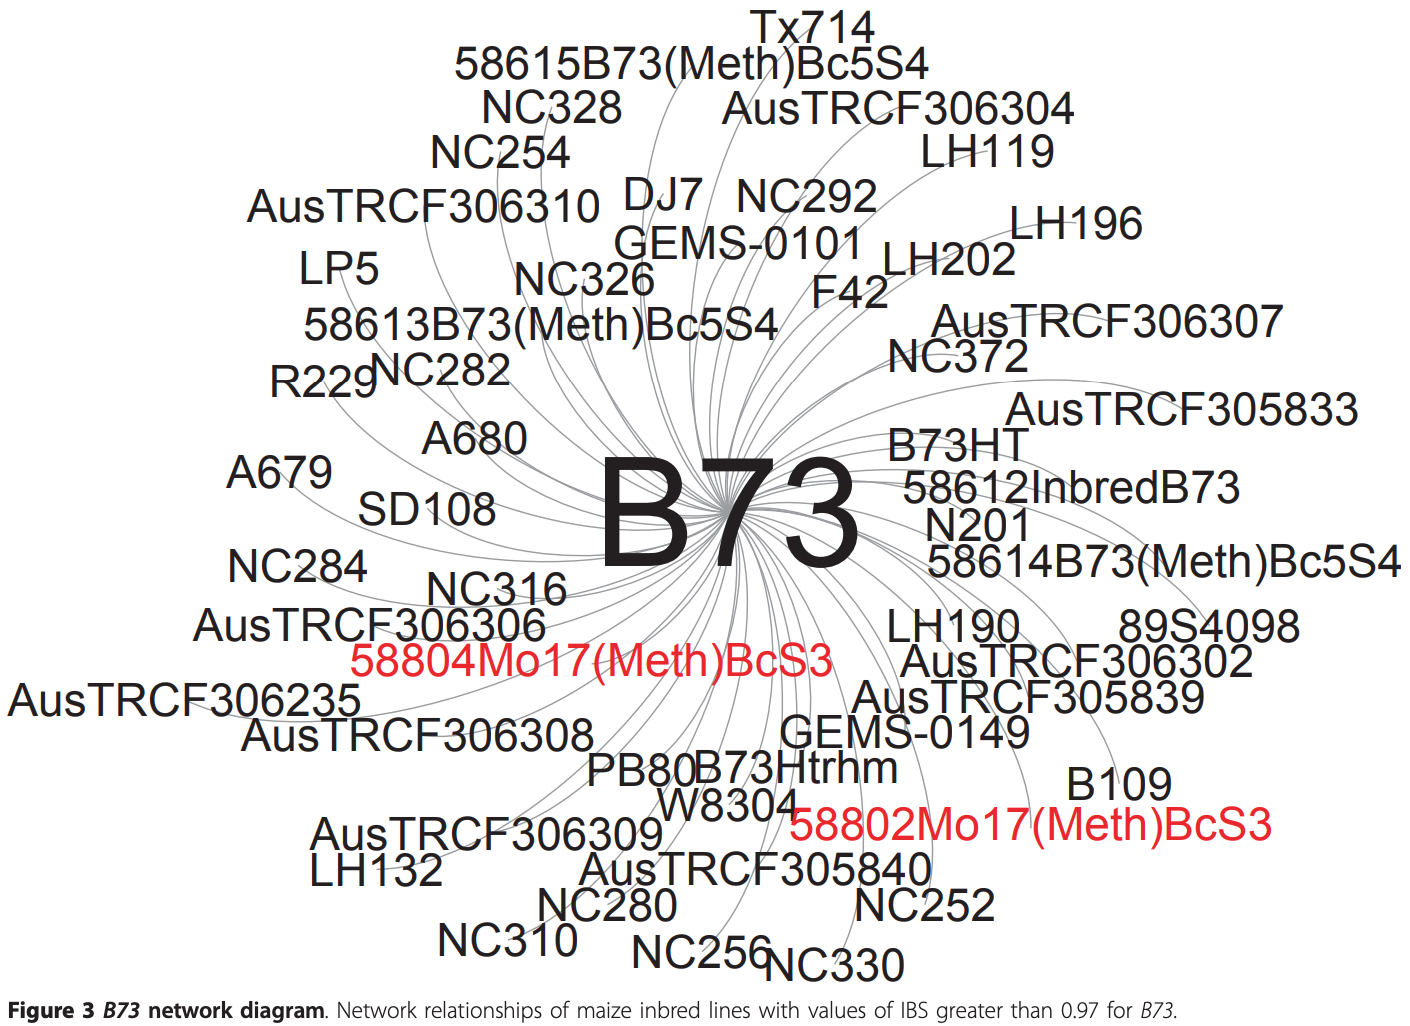 Tx714
58615B73(Meth)Bc5S4
NC328
AusTRCF306304
NC254
LH119
DJ7
NC292
AusTRCF306310
LH196
GEMS-0101
LH202
LP5
NC326
F42
58613B73(Meth)Bc5S4
AusTRCF306307
NC372
R229
NC282
AusTRCF305833
A680
B73HT
A679
58612InbredB73
SD108
B73
N201
NC284
58614B73(Meth)Bc5S4
NC316
AusTRCF306306
LH190
89S4098
58804Mo17(Meth)BcS3
AusTRCF306302
AusTRCF306235
AusTRCF305839
AusTRCF306308
GEMS-0149
PB80
B73Htrhm
B109
W8304
58802Mo17(Meth)BcS3
AusTRCF306309
LH132
AusTRCF305840
NC280
NC252
NC310
NC256
NC330
Figure 3 B73 network diagram. Network relationships of maize inbred lines with values of IBS greater than 0.97 for B73.